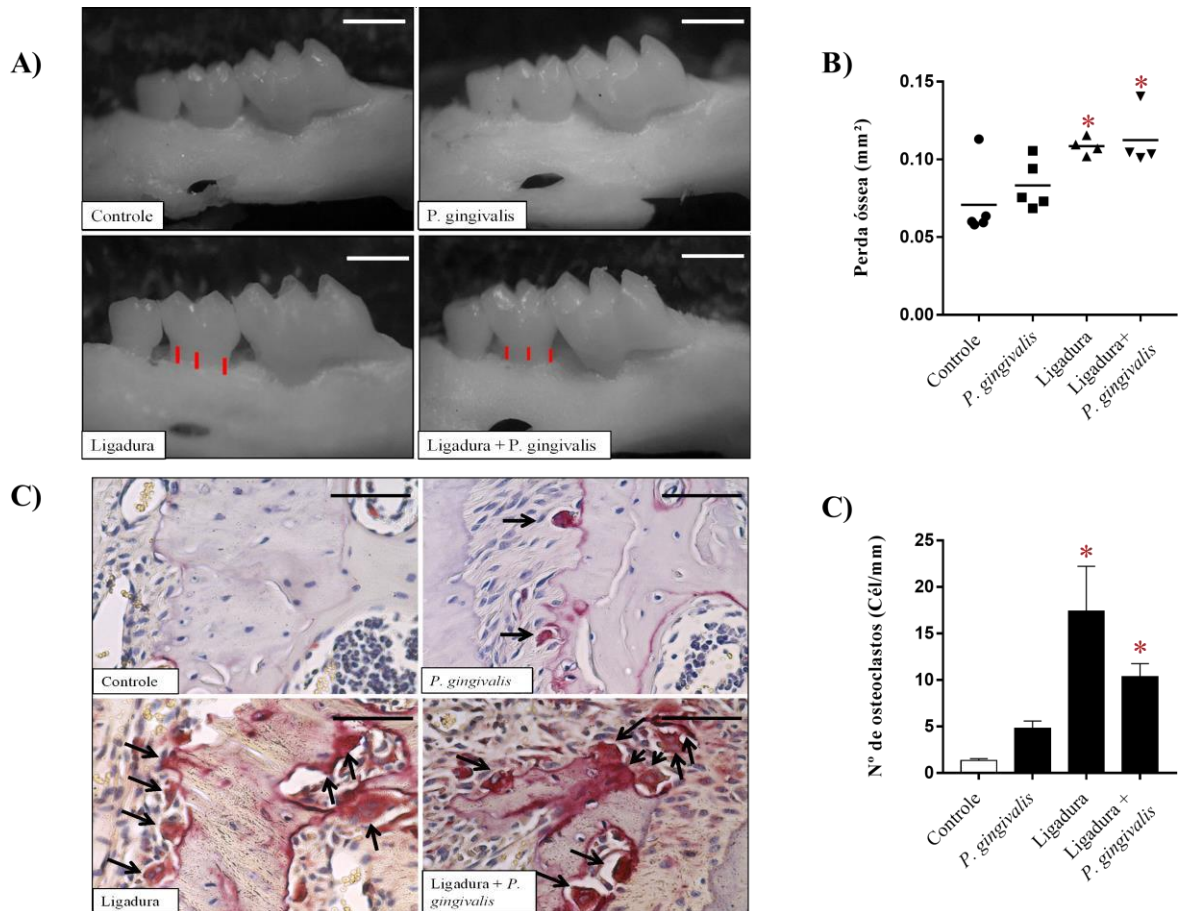 A)
Controle
P. gingivalis
Ligadura
Ligadura + P. gingivalis
B)
Perda óssea (mm²)
0.15
0.10
0.05
0.00
*
*
Controle
P. gingivalis
Ligadura
Ligadura+
P. gingivalis
C)
Controle
P. gingivalis
Ligadura
Ligadura + P.
gingivalis
C)
Nº de osteoclastos (Cél/mm)
25
20
15
10
5
0
*
*
Controle
P. gingivalis
Ligadura
Ligadura +
P. gingivalis